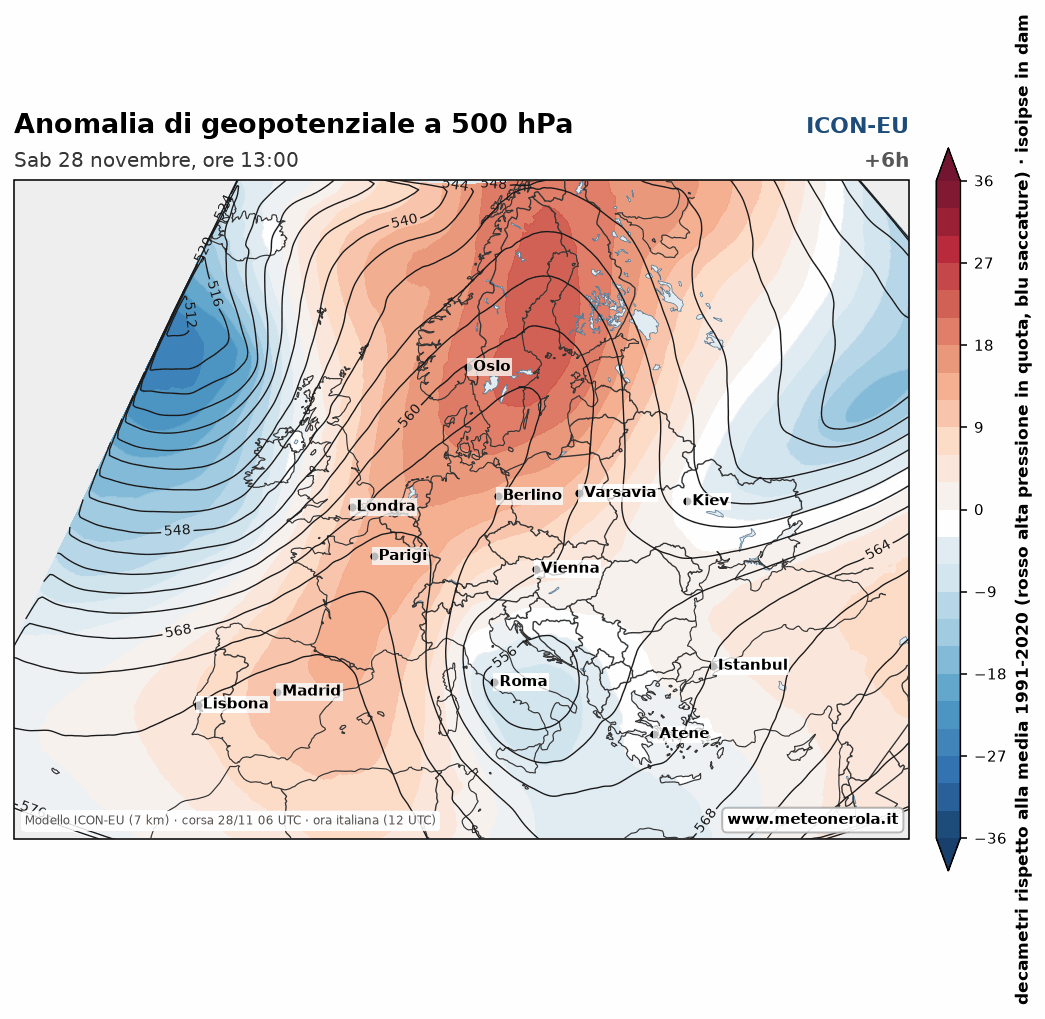 Anomalia di geopotenziale a 500 hPa
ICON-EU
Sab 28 novembre, ore 13:00
+6h
544
548
540
524
520
516
512
Oslo
560
Londra
Berlino
Varsavia
Kiev
548
Parigi
Vienna
564
568
556
Roma
Istanbul
Madrid
Lisbona
Atene
576
568
Modello ICON-EU (7 km) · corsa 28/11 06 UTC · ora italiana (12 UTC)
www.meteonerola.it
36
27
18
9
0
−9
−18
−27
−36
decametri rispetto alla media 1991-2020 (rosso alta pressione in quota, blu saccature) · isoipse in dam